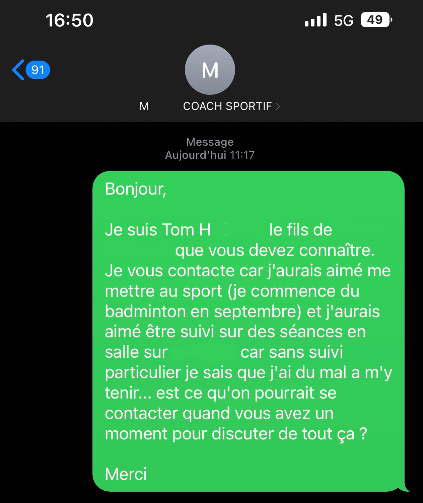 16:50
5G 49
91
M
M COACH SPORTIF
Message
Aujourd'hui 11:17
Bonjour,
Je suis Tom H le fils de
que vous devez connaître.
Je vous contacte car j'aurais aimé me
mettre au sport (je commence du
badminton en septembre) et j'aurais
aimé être suivi sur des séances en
salle sur car sans suivi
particulier je sais que j'ai du mal a m'y
tenir... est ce qu'on pourrait se
contacter quand vous avez un
moment pour discuter de tout ça ?
Merci